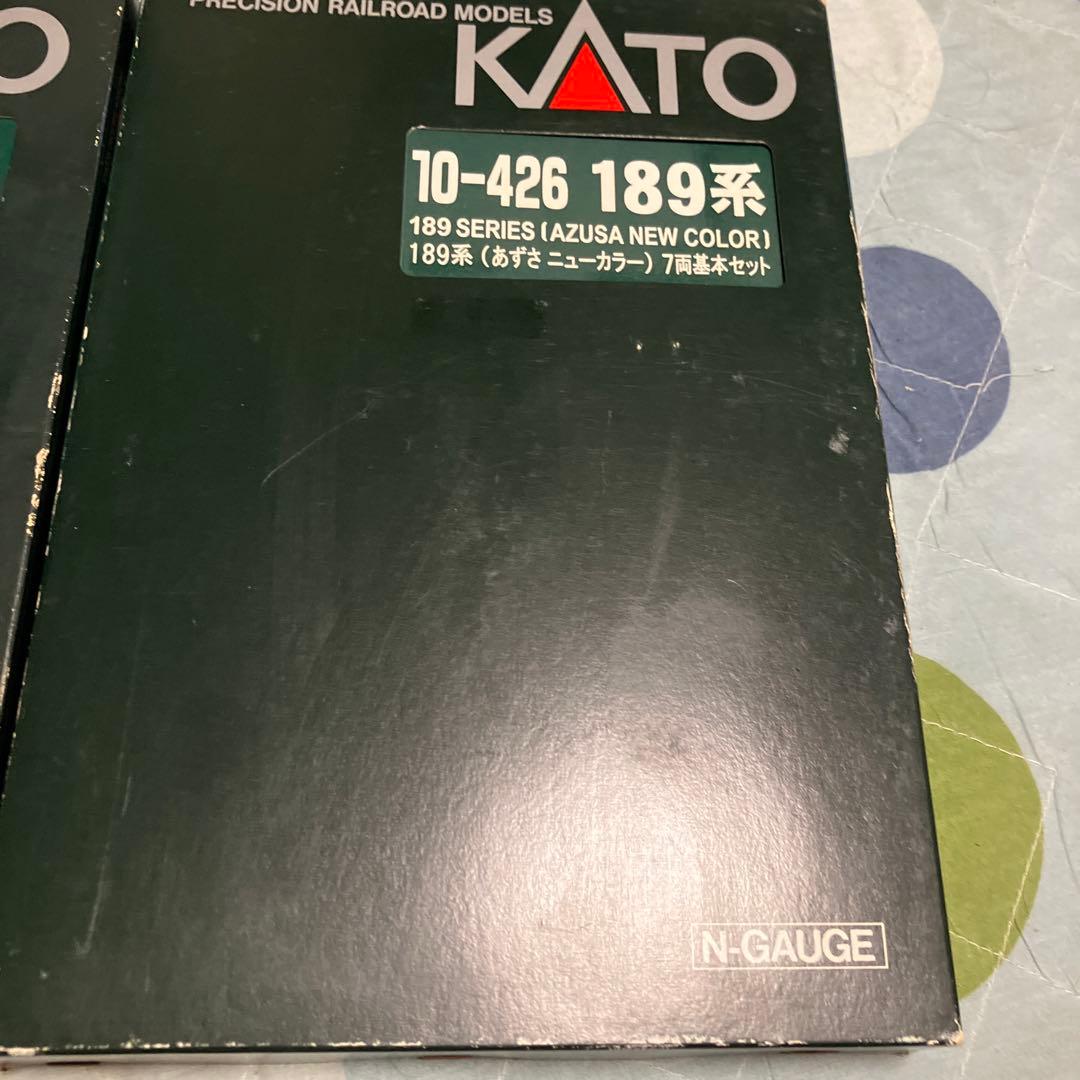 PRECISION RAILROAD MODELS
KATO
10-426 189系
189 SERIES (AZUSA NEW COLOR)
189系 (あずさ ニューカラー) 7両基本セット
N-GAUGE
O